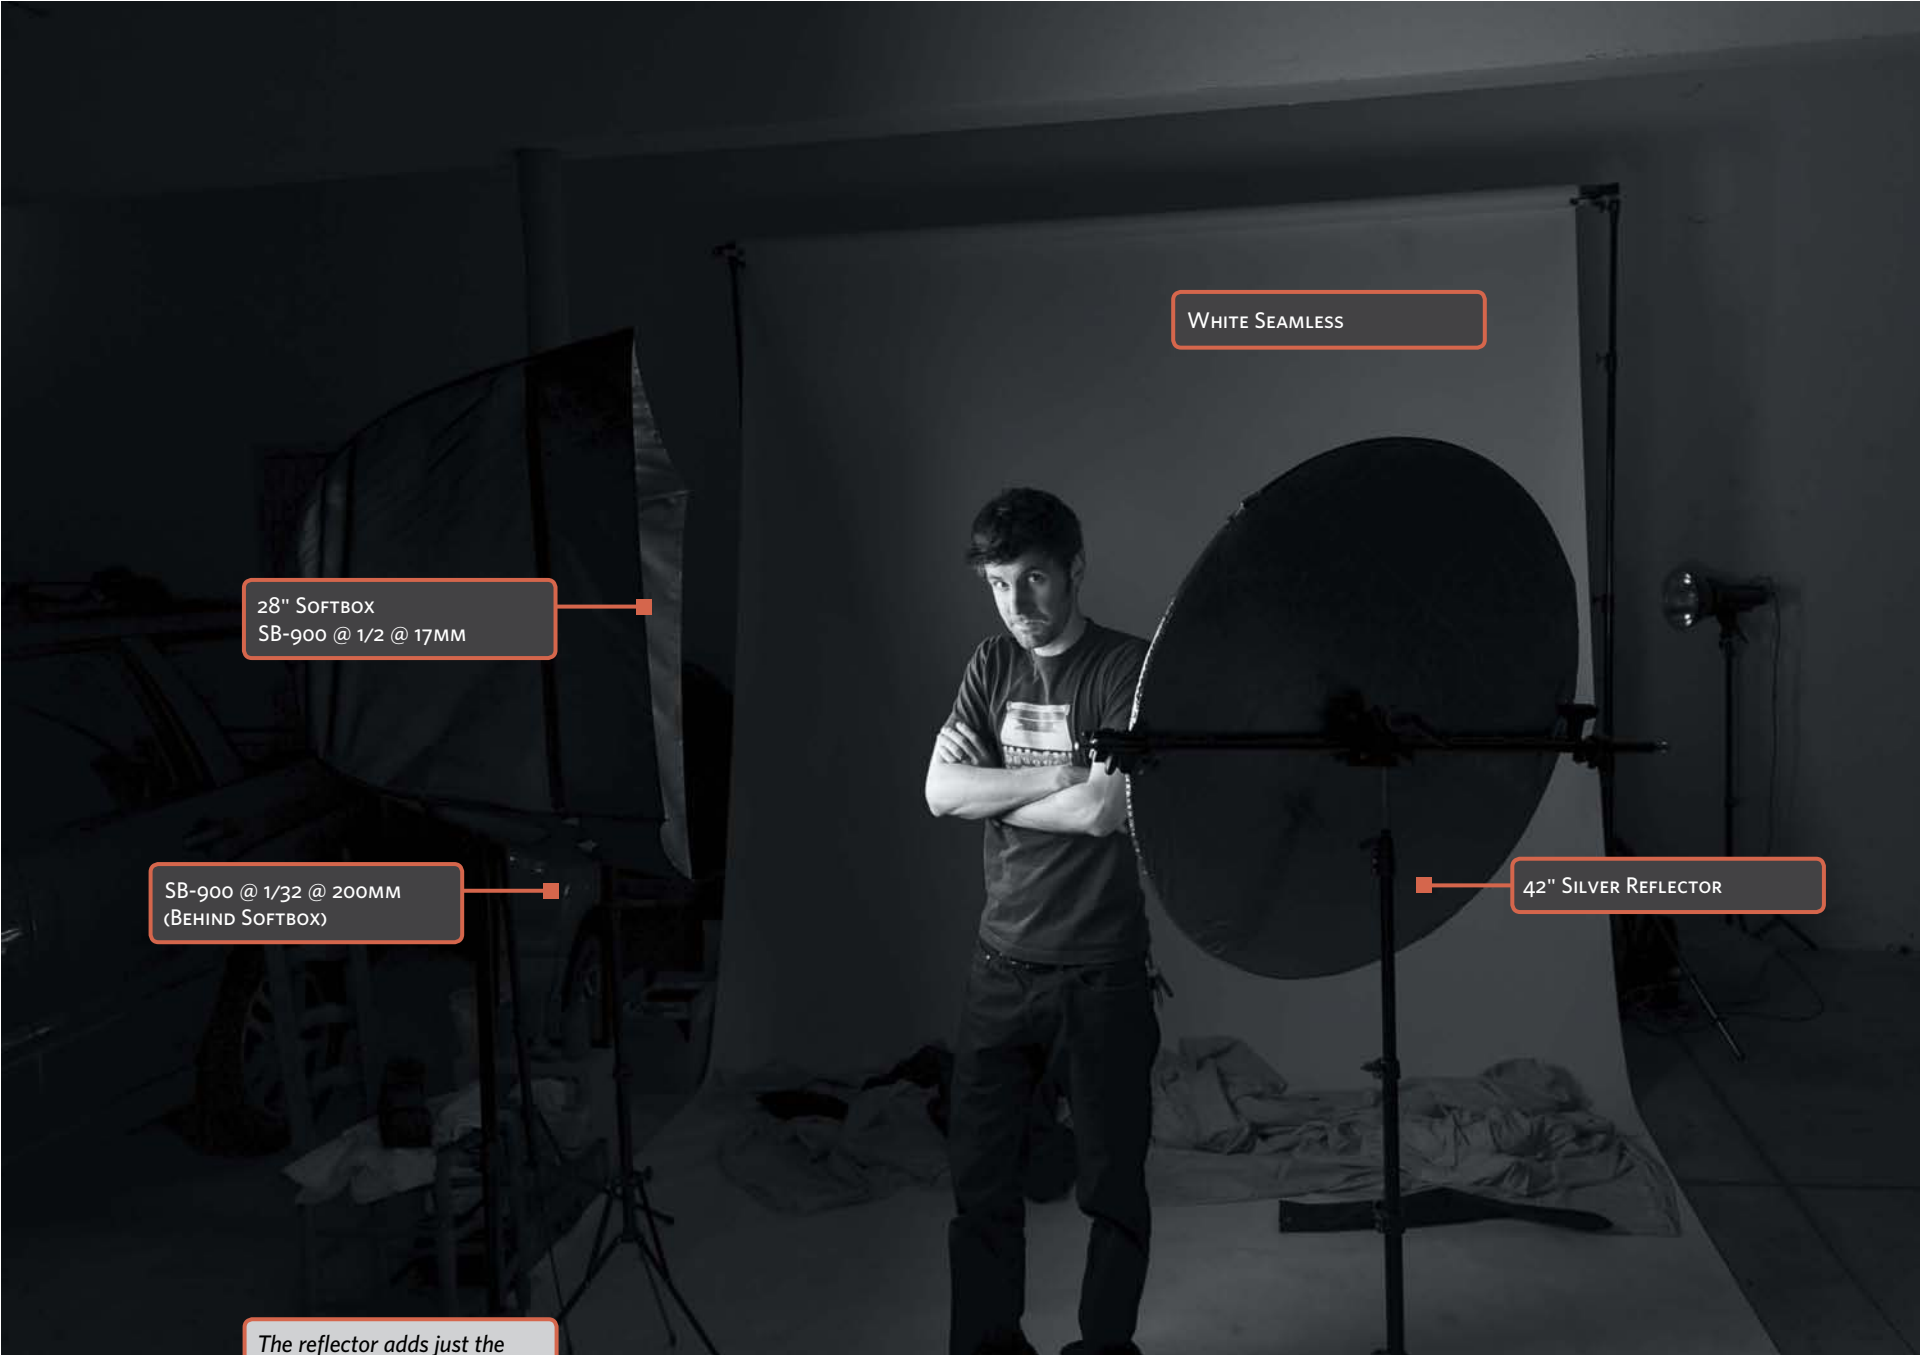 White Seamless
28" Softbox
SB-900 @ 1/2 @ 17mm
SB-900 @ 1/32 @ 200mm
(Behind Softbox)
42" Silver Reflector
The reflector adds just the